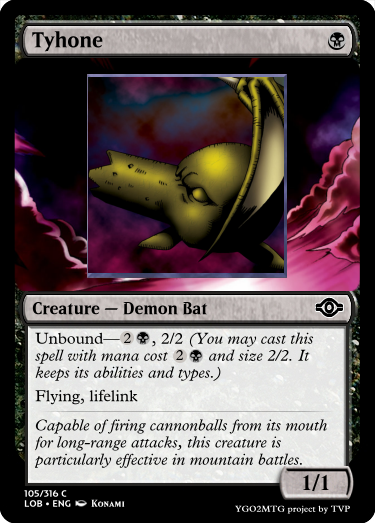 Tyhone
Creature — Demon Bat
Unbound—2, 2/2 (You may cast this
spell with mana cost 2 and size 2/2. It
keeps its abilities and types.)
Flying, lifelink
Capable of firing cannonballs from its mouth
for long-range attacks, this creature is
particularly effective in mountain battles.
1/1
105/316 C
LOB • ENG KONAMI
YGO2MTG project by TVP